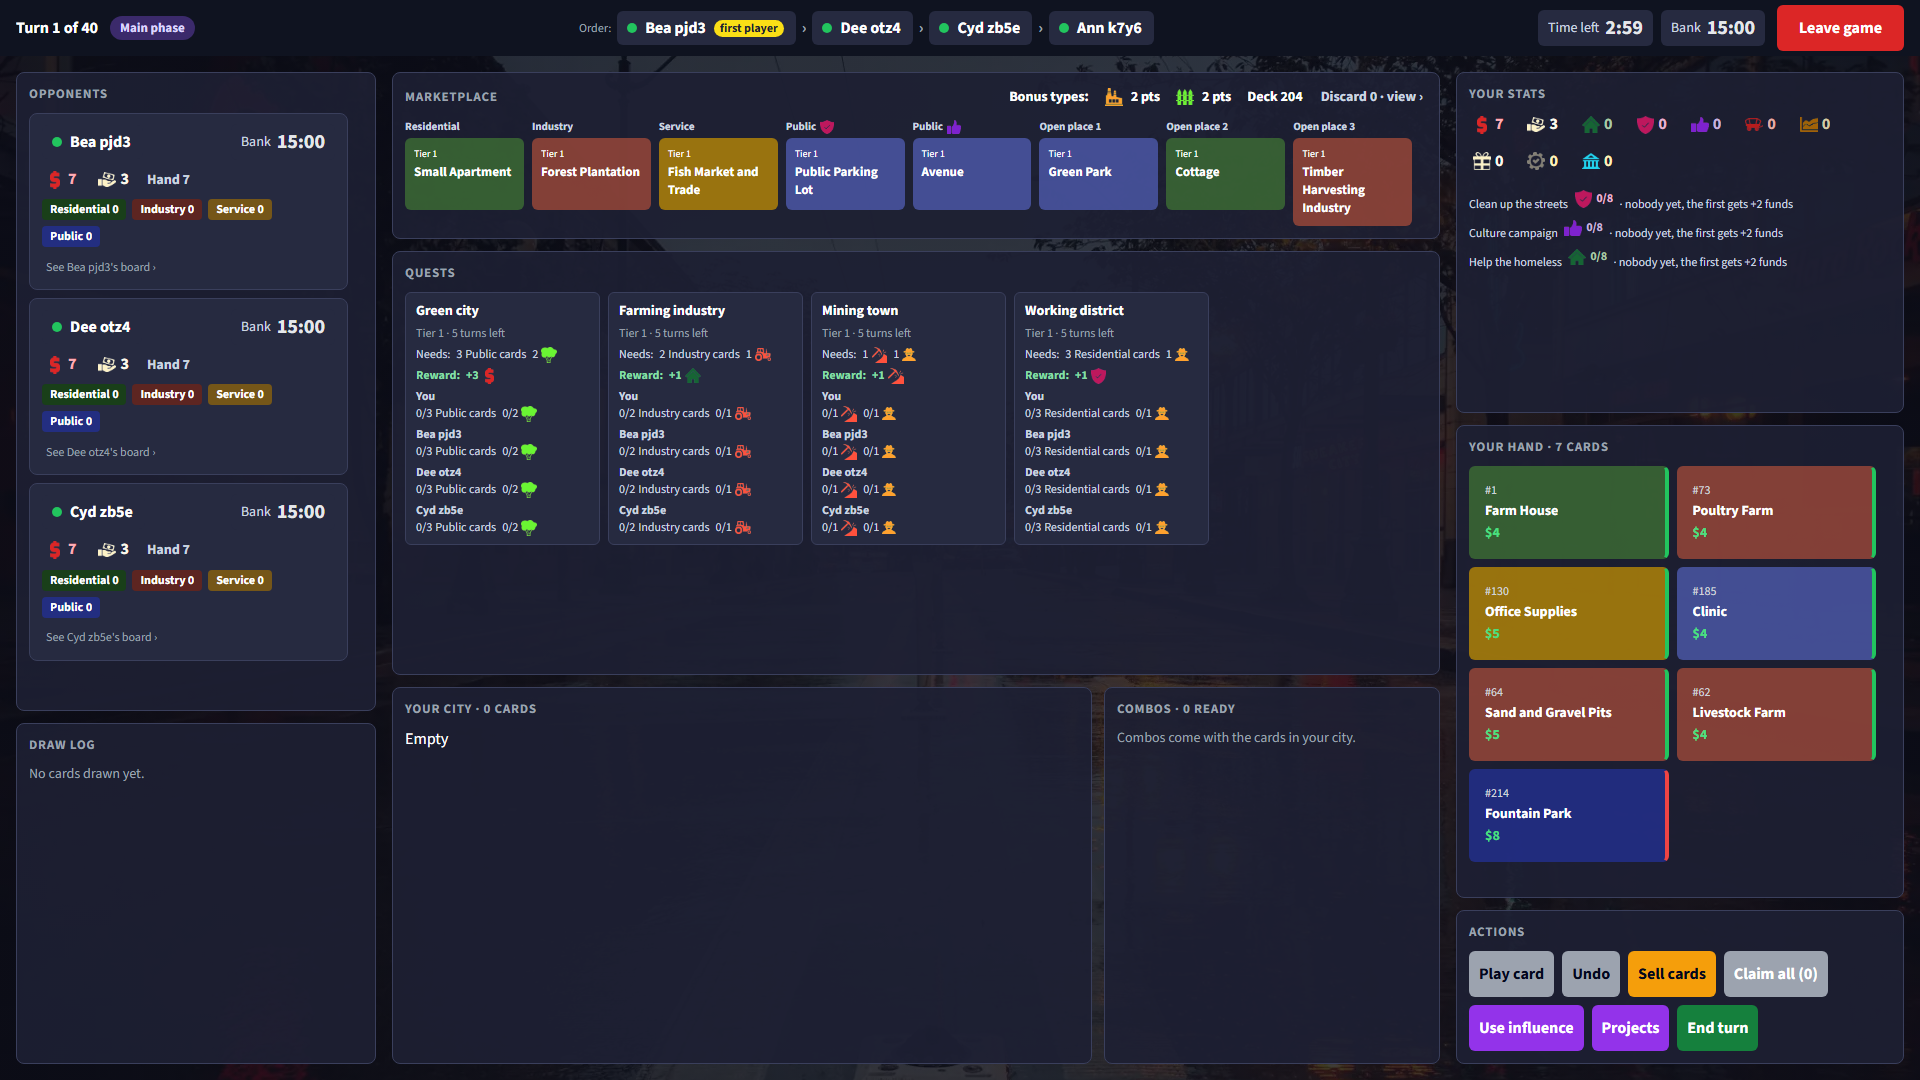 Turn 1 of 40 Main phase
Order: Bea pjd3 first player › Dee otz4 › Cyd zb5e › Ann k7y6
Time left 2:59 Bank 15:00 Leave game
OPPONENTS
Bea pjd3 Bank 15:00
7 3 Hand 7
Residential 0 Industry 0 Service 0
Public 0
See Bea pjd3's board ›
Dee otz4 Bank 15:00
7 3 Hand 7
Residential 0 Industry 0 Service 0
Public 0
See Dee otz4's board ›
Cyd zb5e Bank 15:00
7 3 Hand 7
Residential 0 Industry 0 Service 0
Public 0
See Cyd zb5e's board ›
DRAW LOG
No cards drawn yet.
MARKETPLACE
Bonus types: 2 pts 2 pts Deck 204 Discard 0 · view ›
Residential
Tier 1
Small Apartment
Industry
Tier 1
Forest Plantation
Service
Tier 1
Fish Market and
Trade
Public
Tier 1
Public Parking
Lot
Public
Tier 1
Avenue
Open place 1
Tier 1
Green Park
Open place 2
Tier 1
Cottage
Open place 3
Tier 1
Timber
Harvesting
Industry
QUESTS
Green city
Tier 1 · 5 turns left
Needs: 3 Public cards 2
Reward: +3
You
0/3 Public cards 0/2
Bea pjd3
0/3 Public cards 0/2
Dee otz4
0/3 Public cards 0/2
Cyd zb5e
0/3 Public cards 0/2
Farming industry
Tier 1 · 5 turns left
Needs: 2 Industry cards 1
Reward: +1
You
0/2 Industry cards 0/1
Bea pjd3
0/2 Industry cards 0/1
Dee otz4
0/2 Industry cards 0/1
Cyd zb5e
0/2 Industry cards 0/1
Mining town
Tier 1 · 5 turns left
Needs: 1 1
Reward: +1
You
0/1 0/1
Bea pjd3
0/1 0/1
Dee otz4
0/1 0/1
Cyd zb5e
0/1 0/1
Working district
Tier 1 · 5 turns left
Needs: 3 Residential cards 1
Reward: +1
You
0/3 Residential cards 0/1
Bea pjd3
0/3 Residential cards 0/1
Dee otz4
0/3 Residential cards 0/1
Cyd zb5e
0/3 Residential cards 0/1
YOUR CITY · 0 CARDS
Empty
COMBOS · 0 READY
Combos come with the cards in your city.
YOUR STATS
7 3 0 0 0 0 0
0 0 0
Clean up the streets 0/8 · nobody yet, the first gets +2 funds
Culture campaign 0/8 · nobody yet, the first gets +2 funds
Help the homeless 0/8 · nobody yet, the first gets +2 funds
YOUR HAND · 7 CARDS
#1
Farm House
$4
#73
Poultry Farm
$4
#130
Office Supplies
$5
#185
Clinic
$4
#64
Sand and Gravel Pits
$5
#62
Livestock Farm
$4
#214
Fountain Park
$8
ACTIONS
Play card Undo Sell cards Claim all (0)
Use influence Projects End turn